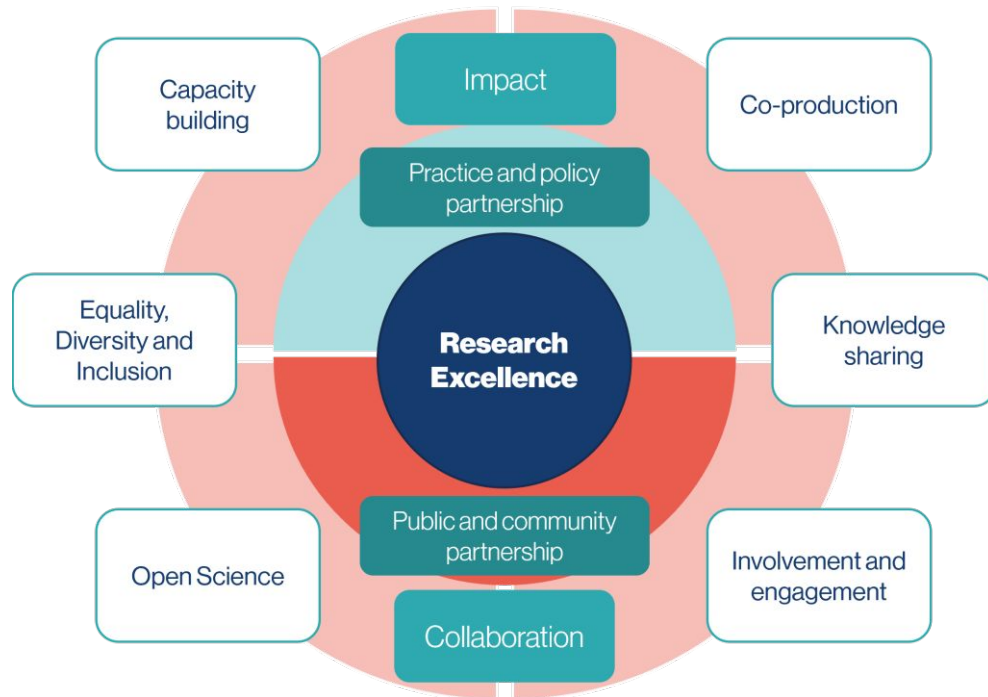 Capacity
building
Impact
Co-production
Practice and policy
partnership
Equality,
Diversity and
Inclusion
Research
Excellence
Knowledge
sharing
Open Science
Public and community
partnership
Involvement and
engagement
Collaboration